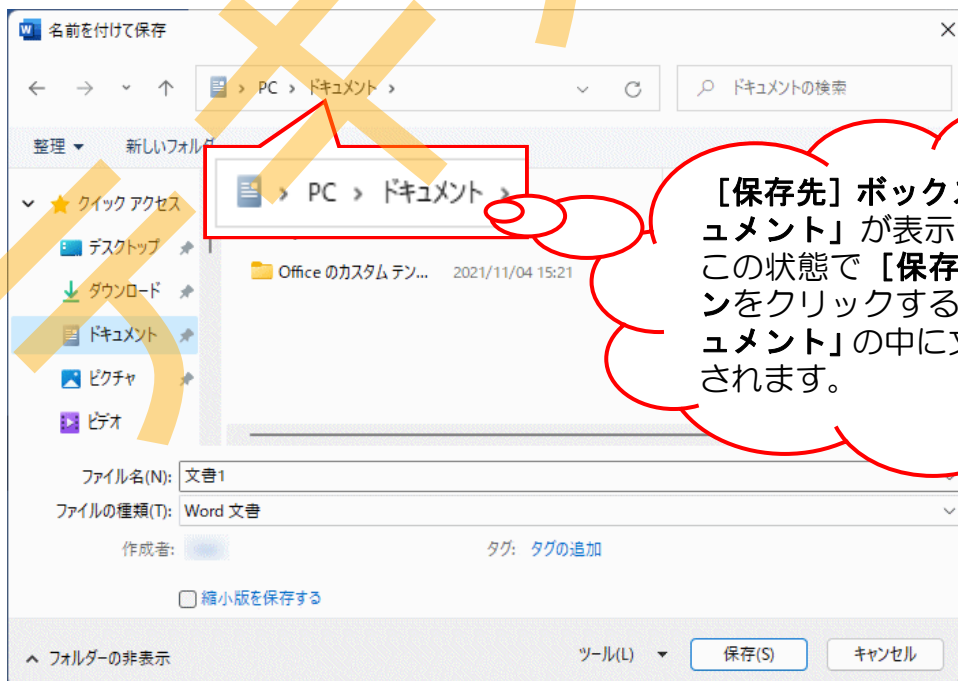 名前を付けて保存
PC › ドキュメント ›
ドキュメントの検索
整理
新しいフォルダ
PC › ドキュメント ›
クイック アクセス
デスクトップ
ダウンロード
ドキュメント
ピクチャ
ビデオ
Office のカスタム テン... 2021/11/04 15:21
［保存先］ボックス
ュメント」が表示
この状態で［保存
ンをクリックする
ュメント」の中に文
されます。
ファイル名(N): 文書1
ファイルの種類(T): Word 文書
作成者:
タグ: タグの追加
縮小版を保存する
フォルダーの非表示
ツール(L)
保存(S)
キャンセル